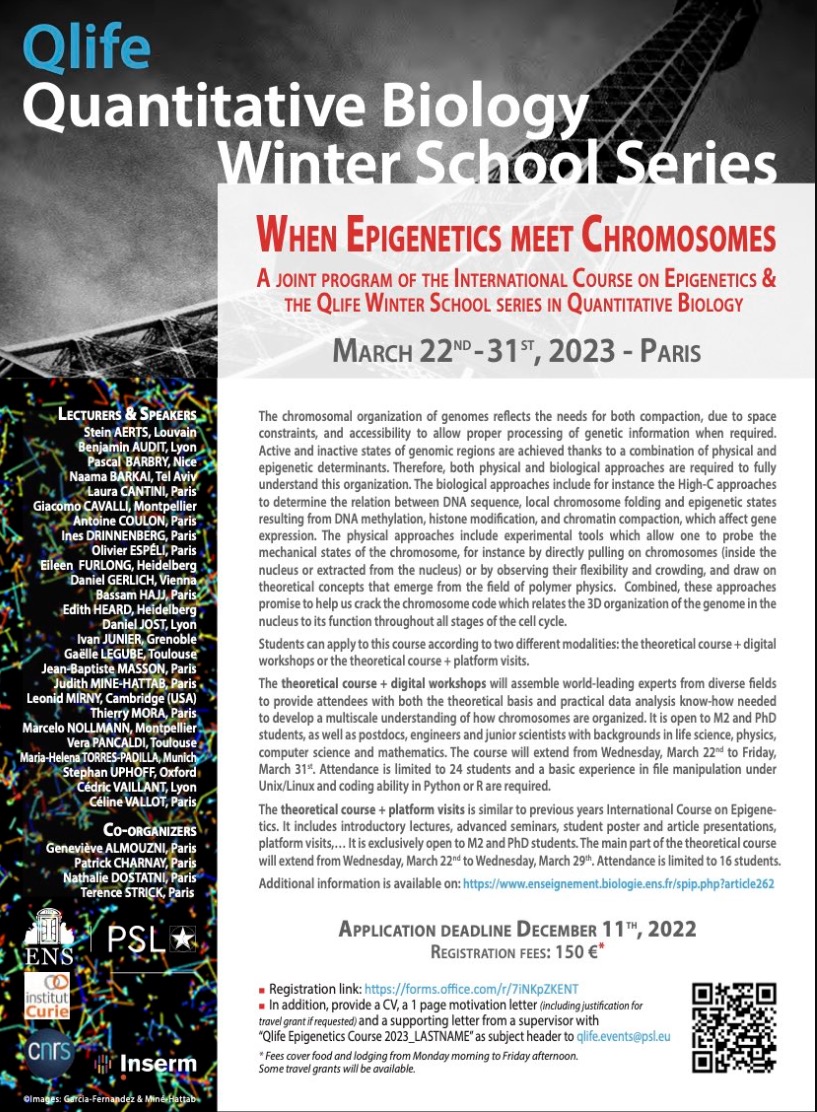 Qlife
Quantitative Biology
Winter School Series
WHEN EPIGENETICS MEET CHROMOSOMES
A JOINT PROGRAM OF THE INTERNATIONAL COURSE ON EPIGENETICS &
THE QLIFE WINTER SCHOOL SERIES IN QUANTITATIVE BIOLOGY
MARCH 22ND-31ST, 2023 - PARIS
LECTURERS & SPEAKERS
Stein AERTS, Louvain
Benjamin AUDIT, Lyon
Pascal BARBRY, Nice
Naama BARKAI, Tel Aviv
Laura CANTINI, Paris
Giacomo CAVALLI, Montpellier
Antoine COULON, Paris
Ines DRINNENBERG, Paris
Olivier ESPÉLI, Paris
Eileen FURLONG, Heidelberg
Daniel GERLICH, Vienna
Bassam HAJJ, Paris
Edith HEARD, Heidelberg
Daniel JOST, Lyon
Ivan JUNIER, Grenoble
Gaëlle LEGUBE, Toulouse
Jean-Baptiste MASSON, Paris
Judith MINE-HATTAB, Paris
Leonid MIRNY, Cambridge (USA)
Thierry MORA, Paris
Marcelo NOLLMANN, Montpellier
Vera PANCALDI, Toulouse
Maria-Helena TORRES-PADILLA, Munich
Stephan UPHOFF, Oxford
Cédric VAILLANT, Lyon
Céline VALLOT, Paris
CO-ORGANIZERS
Geneviève ALMOUZNI, Paris
Patrick CHARNAY, Paris
Nathalie DOSTATNI, Paris
Terence STRICK, Paris
ENS
PSL
institut
Curie
cnrs
Inserm
©Images: Garcia-Fernandez & Miné-Hattab
The chromosomal organization of genomes reflects the needs for both compaction, due to space
constraints, and accessibility to allow proper processing of genetic information when required.
Active and inactive states of genomic regions are achieved thanks to a combination of physical and
epigenetic determinants. Therefore, both physical and biological approaches are required to fully
understand this organization. The biological approaches include for instance the High-C approaches
to determine the relation between DNA sequence, local chromosome folding and epigenetic states
resulting from DNA methylation, histone modification, and chromatin compaction, which affect gene
expression. The physical approaches include experimental tools which allow one to probe the
mechanical states of the chromosome, for instance by directly pulling on chromosomes (inside the
nucleus or extracted from the nucleus) or by observing their flexibility and crowding, and draw on
theoretical concepts that emerge from the field of polymer physics. Combined, these approaches
promise to help us crack the chromosome code which relates the 3D organization of the genome in the
nucleus to its function throughout all stages of the cell cycle.
Students can apply to this course according to two different modalities: the theoretical course + digital
workshops or the theoretical course + platform visits.
The theoretical course + digital workshops will assemble world-leading experts from diverse fields
to provide attendees with both the theoretical basis and practical data analysis know-how needed
to develop a multiscale understanding of how chromosomes are organized. It is open to M2 and PhD
students, as well as postdocs, engineers and junior scientists with backgrounds in life science, physics,
computer science and mathematics. The course will extend from Wednesday, March 22nd to Friday,
March 31st. Attendance is limited to 24 students and a basic experience in file manipulation under
Unix/Linux and coding ability in Python or R are required.
The theoretical course + platform visits is similar to previous years International Course on Epigene-
tics. It includes introductory lectures, advanced seminars, student poster and article presentations,
platform visits,... It is exclusively open to M2 and PhD students. The main part of the theoretical course
will extend from Wednesday, March 22nd to Wednesday, March 29th. Attendance is limited to 16 students.
Additional information is available on: https://www.enseignement.biologie.ens.fr/spip.php?article262
APPLICATION DEADLINE DECEMBER 11TH, 2022
REGISTRATION FEES: 150 €*
▪ Registration link: https://forms.office.com/r/7iNKpZKENT
▪ In addition, provide a CV, a 1 page motivation letter (including justification for
travel grant if requested) and a supporting letter from a supervisor with
"Qlife Epigenetics Course 2023_LASTNAME" as subject header to qlife.events@psl.eu
* Fees cover food and lodging from Monday morning to Friday afternoon.
Some travel grants will be available.